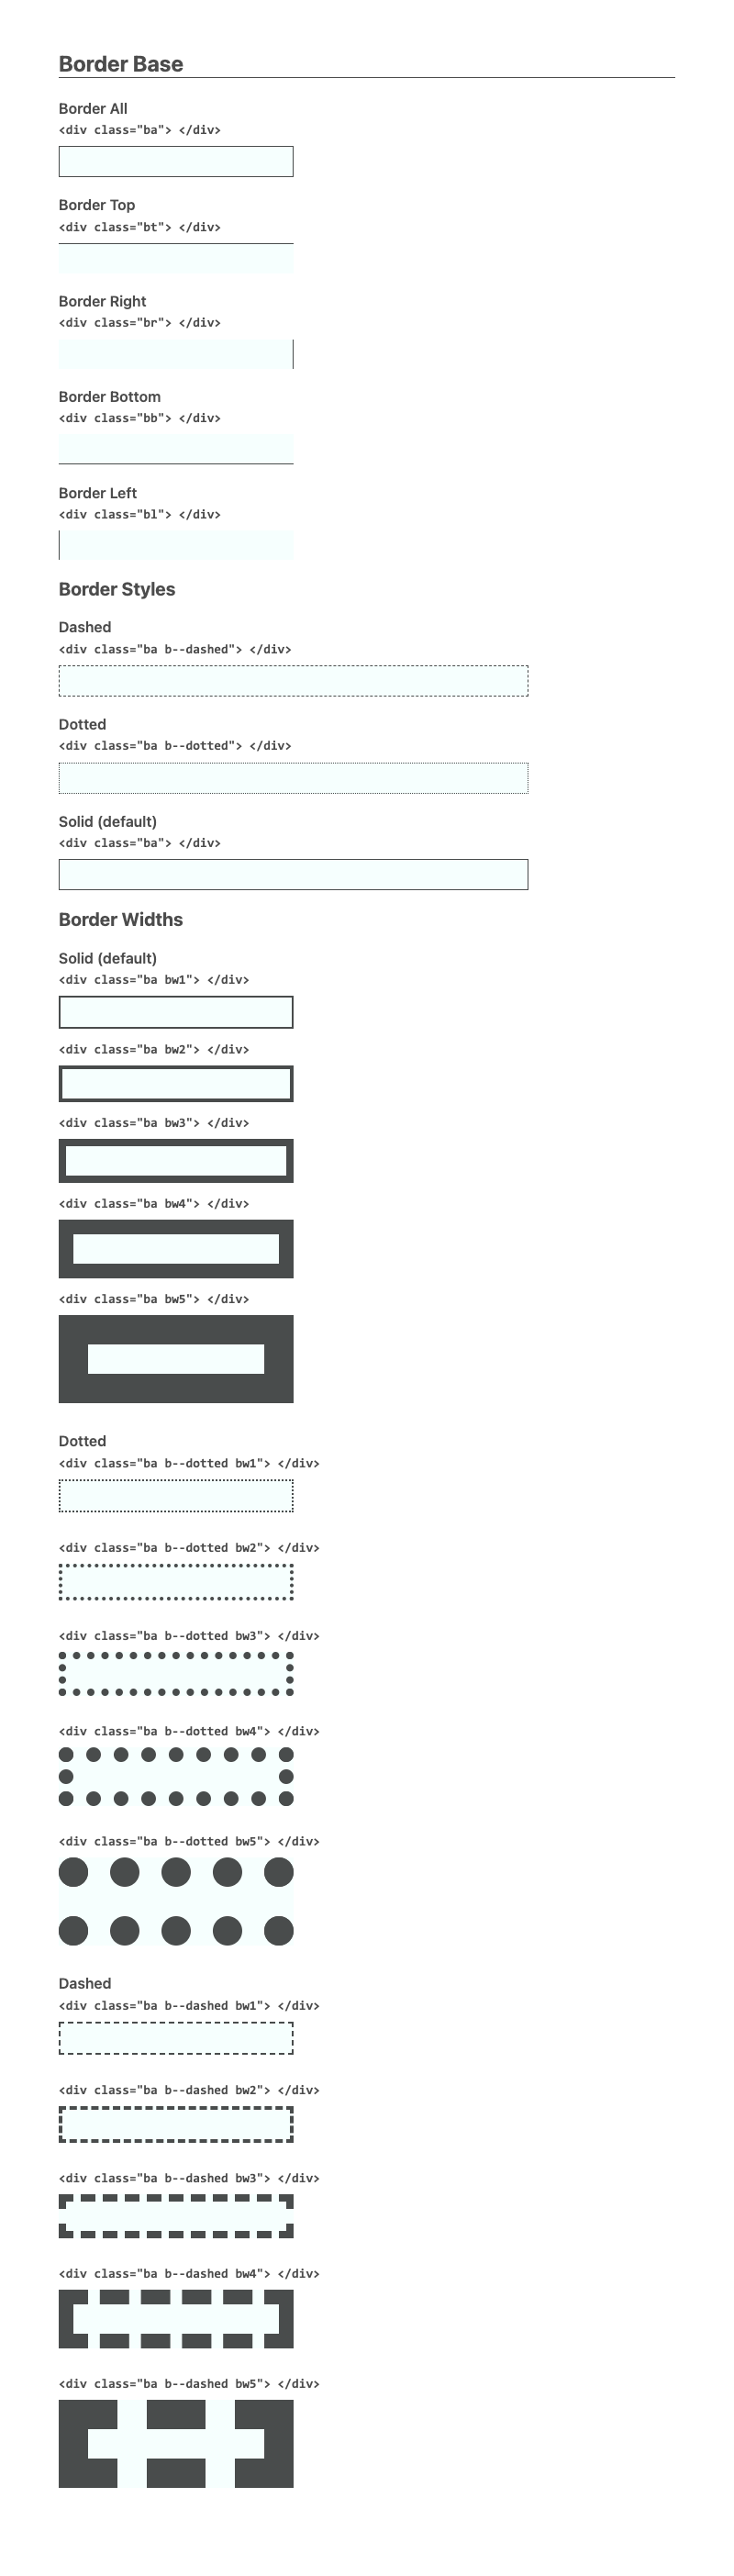 Border Base
Border All
<div class="ba"> </div>
Border Top
<div class="bt"> </div>
Border Right
<div class="br"> </div>
Border Bottom
<div class="bb"> </div>
Border Left
<div class="bl"> </div>
Border Styles
Dashed
<div class="ba b--dashed"> </div>
Dotted
<div class="ba b--dotted"> </div>
Solid (default)
<div class="ba"> </div>
Border Widths
Solid (default)
<div class="ba bw1"> </div>
<div class="ba bw2"> </div>
<div class="ba bw3"> </div>
<div class="ba bw4"> </div>
<div class="ba bw5"> </div>
Dotted
<div class="ba b--dotted bw1"> </div>
<div class="ba b--dotted bw2"> </div>
<div class="ba b--dotted bw3"> </div>
<div class="ba b--dotted bw4"> </div>
<div class="ba b--dotted bw5"> </div>
Dashed
<div class="ba b--dashed bw1"> </div>
<div class="ba b--dashed bw2"> </div>
<div class="ba b--dashed bw3"> </div>
<div class="ba b--dashed bw4"> </div>
<div class="ba b--dashed bw5"> </div>